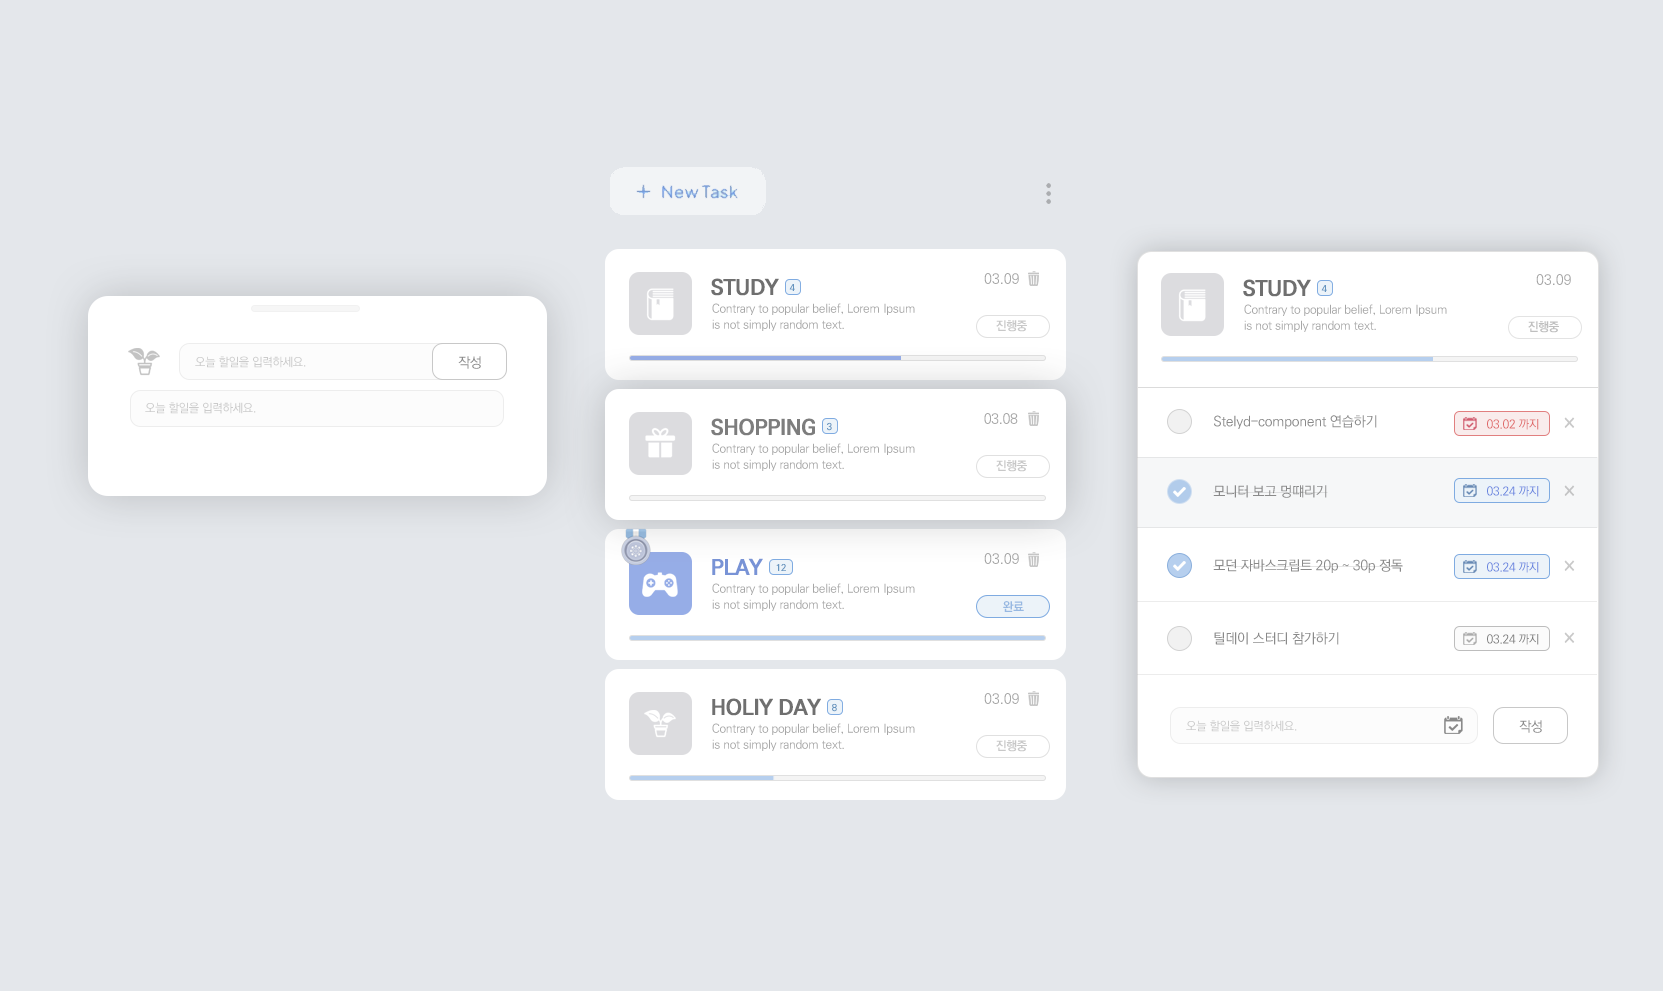 오늘 할일을 입력하세요.
작성
오늘 할일을 입력하세요.
+ New Task
STUDY 4
03.09
Contrary to popular belief, Lorem Ipsum
is not simply random text.
진행중
SHOPPING 3
03.08
Contrary to popular belief, Lorem Ipsum
is not simply random text.
진행중
PLAY 12
03.09
Contrary to popular belief, Lorem Ipsum
is not simply random text.
완료
HOLIY DAY 8
03.09
Contrary to popular belief, Lorem Ipsum
is not simply random text.
진행중
STUDY 4
03.09
Contrary to popular belief, Lorem Ipsum
is not simply random text.
진행중
Stelyd-component 연습하기
03.02 까지
모니터 보고 멍때리기
03.24 까지
모던 자바스크립트 20p ~ 30p 정독
03.24 까지
틸데이 스터디 참가하기
03.24 까지
오늘 할일을 입력하세요.
작성